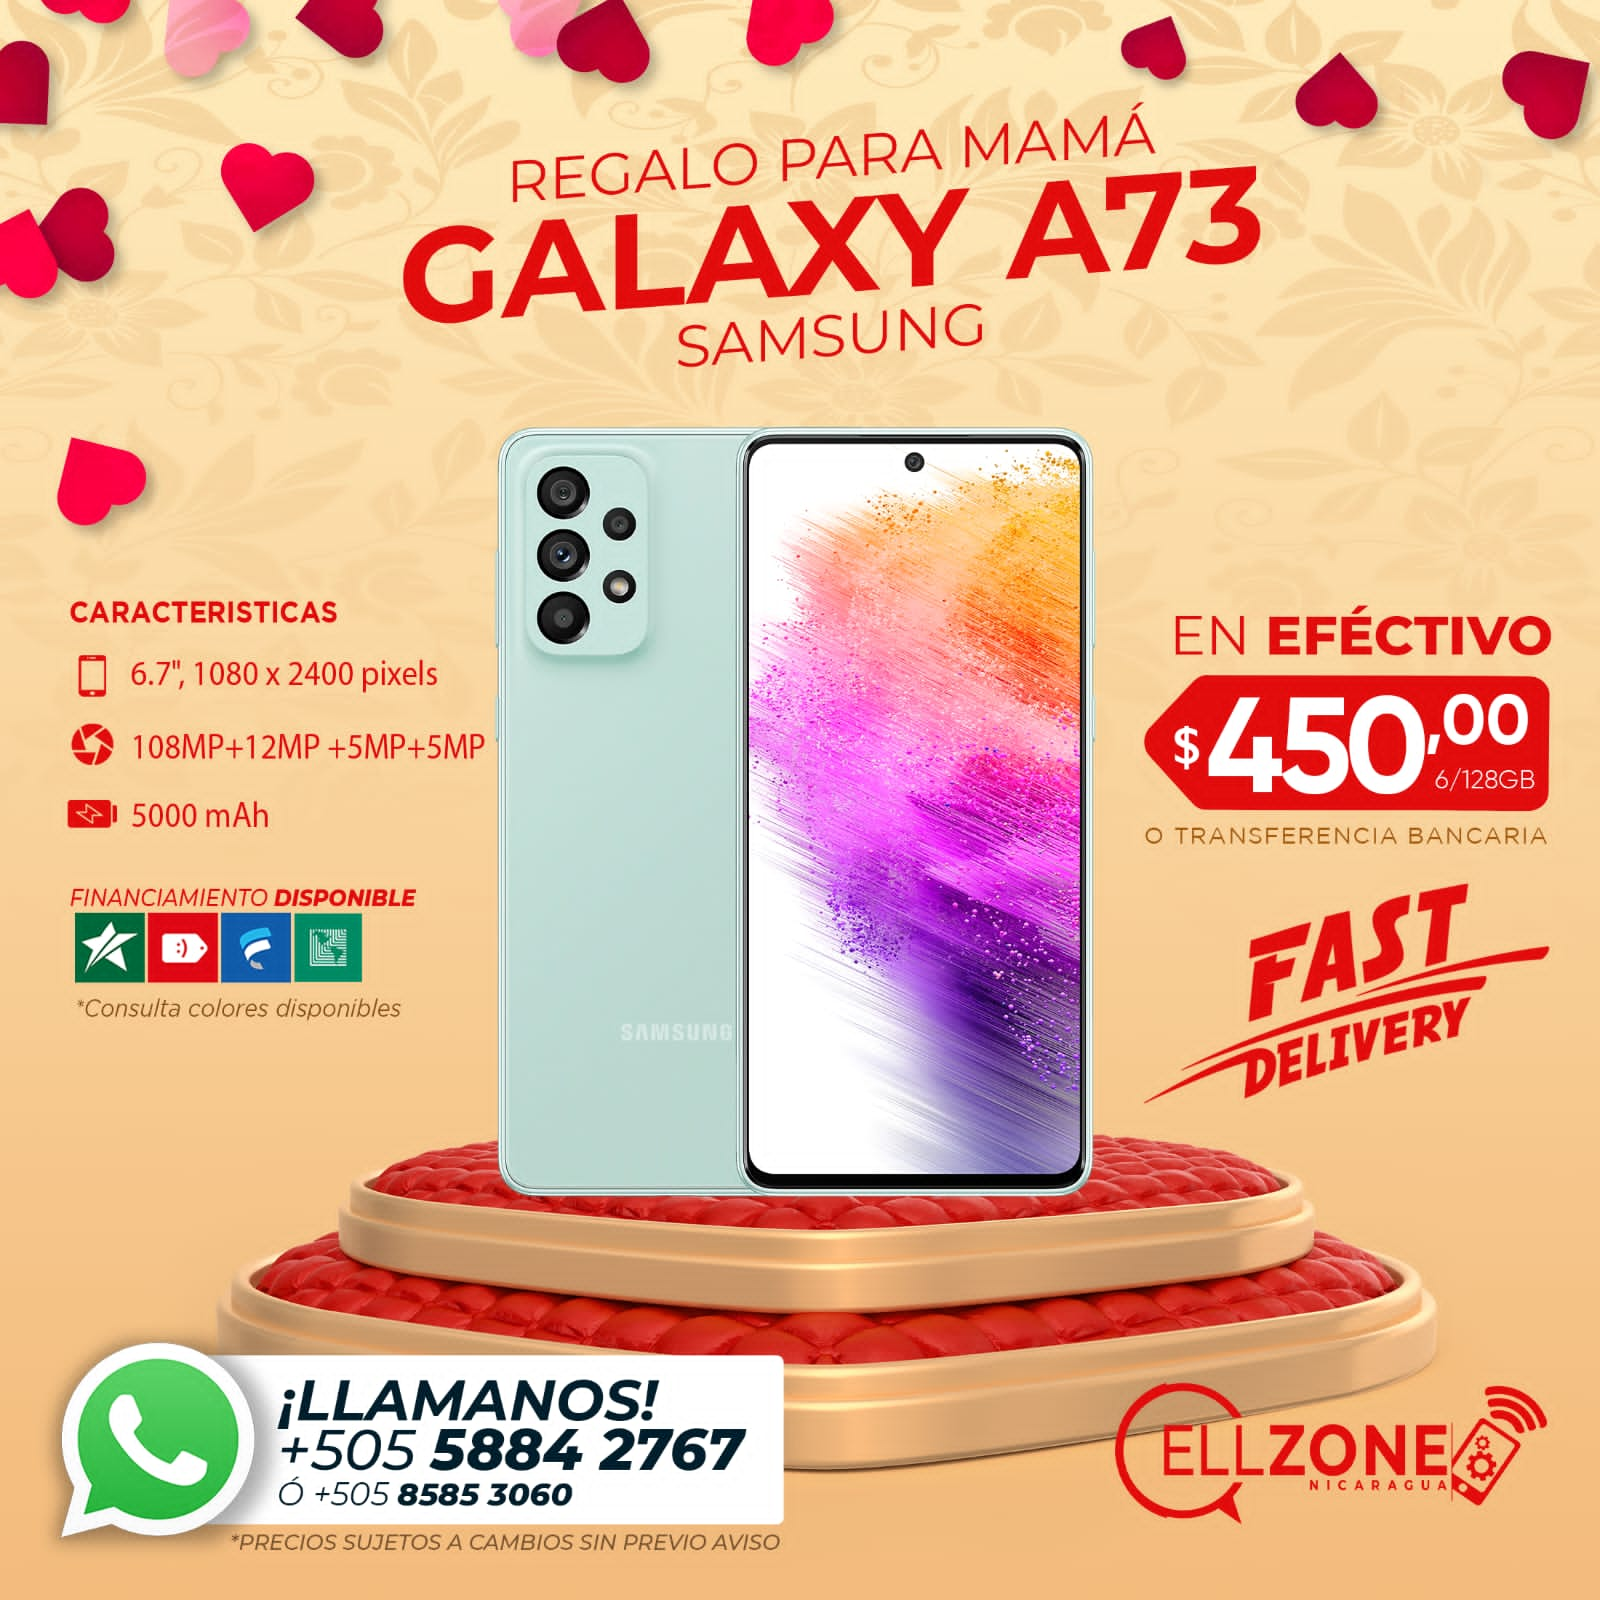 REGALO PARA MAMÁ
GALAXY A73
SAMSUNG
CARACTERISTICAS
6.7", 1080 x 2400 pixels
108MP+12MP +5MP+5MP
5000 mAh
FINANCIAMIENTO DISPONIBLE
*Consulta colores disponibles
SAMSUNG
EN EFÉCTIVO
$450,00
6/128GB
O TRANSFERENCIA BANCARIA
FAST
DELIVERY
¡LLAMANOS!
+505 5884 2767
Ó +505 8585 3060
*PRECIOS SUJETOS A CAMBIOS SIN PREVIO AVISO
CELLZONE
NICARAGUA